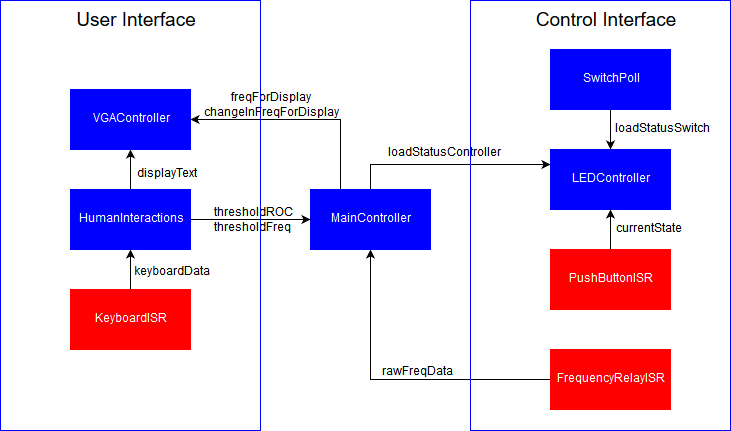 User Interface
Control Interface
SwitchPoll
freqForDisplay
changeInFreqForDisplay
VGAController
loadStatusSwitch
loadStatusController
displayText
LEDController
HumanInteractions
thresholdROC
thresholdFreq
MainController
currentState
keyboardData
PushButtonISR
KeyboardISR
rawFreqData
FrequencyRelayISR